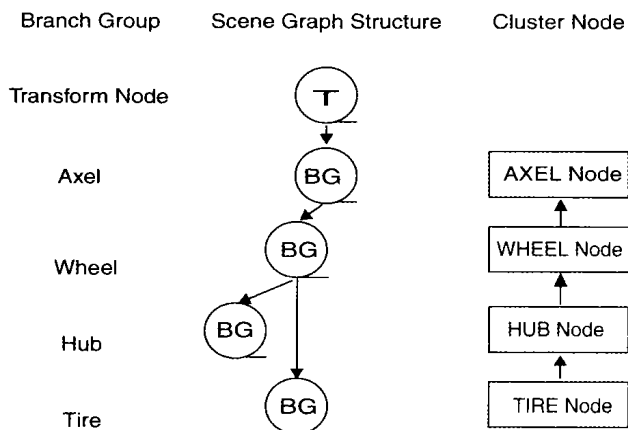 Branch Group Scene Graph Structure Cluster Node
Transform Node T
Axel BG AXEL Node
Wheel BG WHEEL Node
Hub BG HUB Node
Tire BG TIRE Node